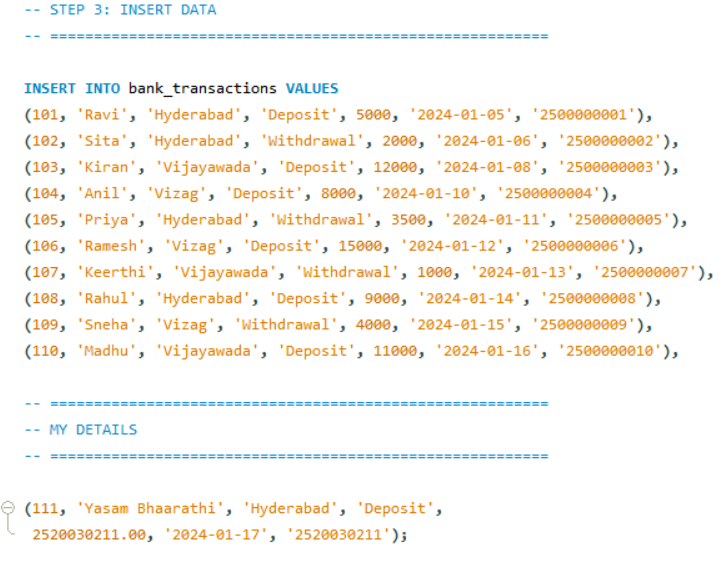 -- STEP 3: INSERT DATA
-- =========================================================
INSERT INTO bank_transactions VALUES
(101, 'Ravi', 'Hyderabad', 'Deposit', 5000, '2024-01-05', '2500000001'),
(102, 'Sita', 'Hyderabad', 'Withdrawal', 2000, '2024-01-06', '2500000002'),
(103, 'Kiran', 'Vijayawada', 'Deposit', 12000, '2024-01-08', '2500000003'),
(104, 'Anil', 'Vizag', 'Deposit', 8000, '2024-01-10', '2500000004'),
(105, 'Priya', 'Hyderabad', 'Withdrawal', 3500, '2024-01-11', '2500000005'),
(106, 'Ramesh', 'Vizag', 'Deposit', 15000, '2024-01-12', '2500000006'),
(107, 'Keerthi', 'Vijayawada', 'Withdrawal', 1000, '2024-01-13', '2500000007'),
(108, 'Rahul', 'Hyderabad', 'Deposit', 9000, '2024-01-14', '2500000008'),
(109, 'Sneha', 'Vizag', 'Withdrawal', 4000, '2024-01-15', '2500000009'),
(110, 'Madhu', 'Vijayawada', 'Deposit', 11000, '2024-01-16', '2500000010'),
-- =========================================================
-- MY DETAILS
-- =========================================================
(111, 'Yasam Bhaarathi', 'Hyderabad', 'Deposit',
2520030211.00, '2024-01-17', '2520030211');